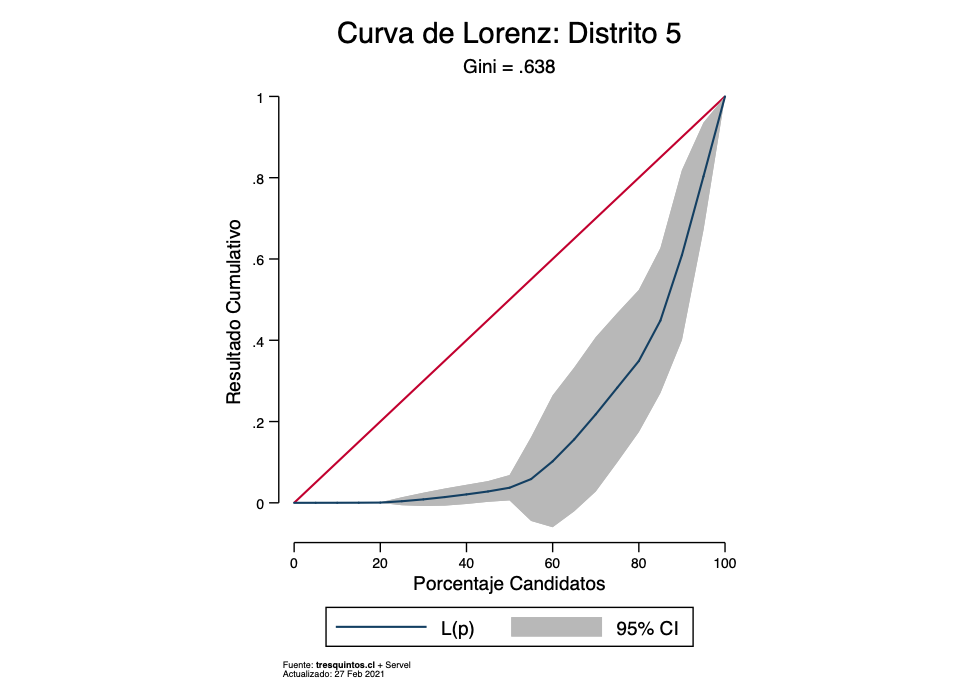 Curva de Lorenz: Distrito 5
Gini = .638
1
.8
.6
.4
.2
0
Resultado Cumulativo
0 20 40 60 80 100
Porcentaje Candidatos
L(p) 95% CI
Fuente: tresquintos.cl + Servel
Actualizado: 27 Feb 2021